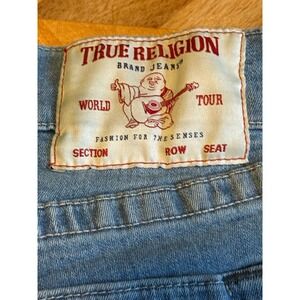 TRUE RELIGION
BRAND JEANS
WORLD TOUR
FASHION FOR THE SENSES
SECTION ROW SEAT